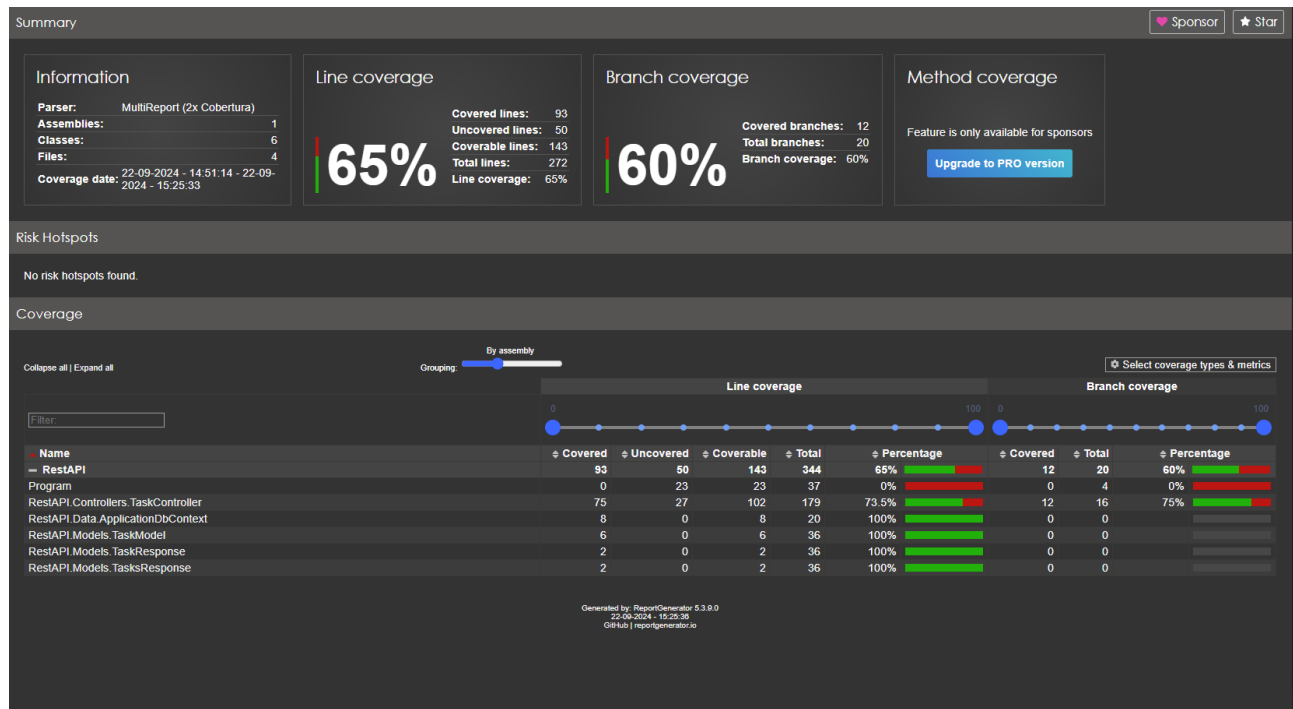 Summary
Sponsor
Star
Information
Parser: MultiReport (2x Cobertura)
Assemblies: 1
Classes: 6
Files: 4
Coverage date: 22-09-2024 - 14:51:14 - 22-09-
2024 - 15:25:33
Line coverage
65%
Covered lines: 93
Uncovered lines: 50
Coverable lines: 143
Total lines: 272
Line coverage: 65%
Branch coverage
60%
Covered branches: 12
Total branches: 20
Branch coverage: 60%
Method coverage
Feature is only available for sponsors
Upgrade to PRO version
Risk Hotspots
No risk hotspots found.
Coverage
Collapse all | Expand all
Grouping:
By assembly
Select coverage types & metrics
Line coverage Branch coverage
Filter:
0 100 0 100
Name Covered Uncovered Coverable Total Percentage Covered Total Percentage
RestAPI 93 50 143 344 65% 12 20 60%
Program 0 23 23 37 0% 0 4 0%
RestAPI.Controllers.TaskController 75 27 102 179 73.5% 12 16 75%
RestAPI.Data.ApplicationDbContext 8 0 8 20 100% 0 0
RestAPI.Models.TaskModel 6 0 6 36 100% 0 0
RestAPI.Models.TaskResponse 2 0 2 36 100% 0 0
RestAPI.Models.TasksResponse 2 0 2 36 100% 0 0
Generated by: ReportGenerator 5.3.9.0
22-09-2024 - 15:25:36
GitHub | reportgenerator.io